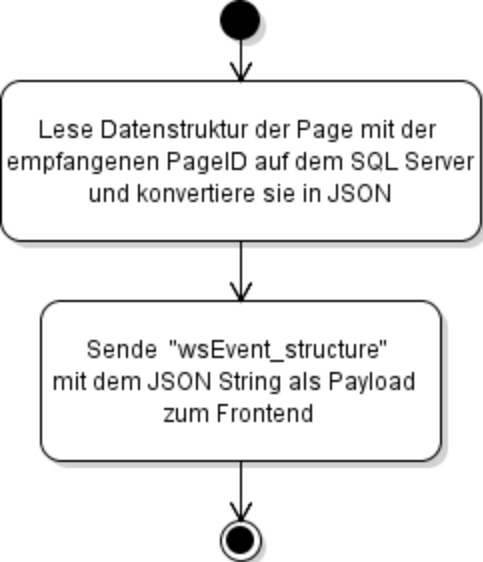 Lese Datenstruktur der Page mit der
empfangenen PageID auf dem SQL Server
und konvertiere sie in JSON
Sende "wsEvent_structure"
mit dem JSON String als Payload
zum Frontend